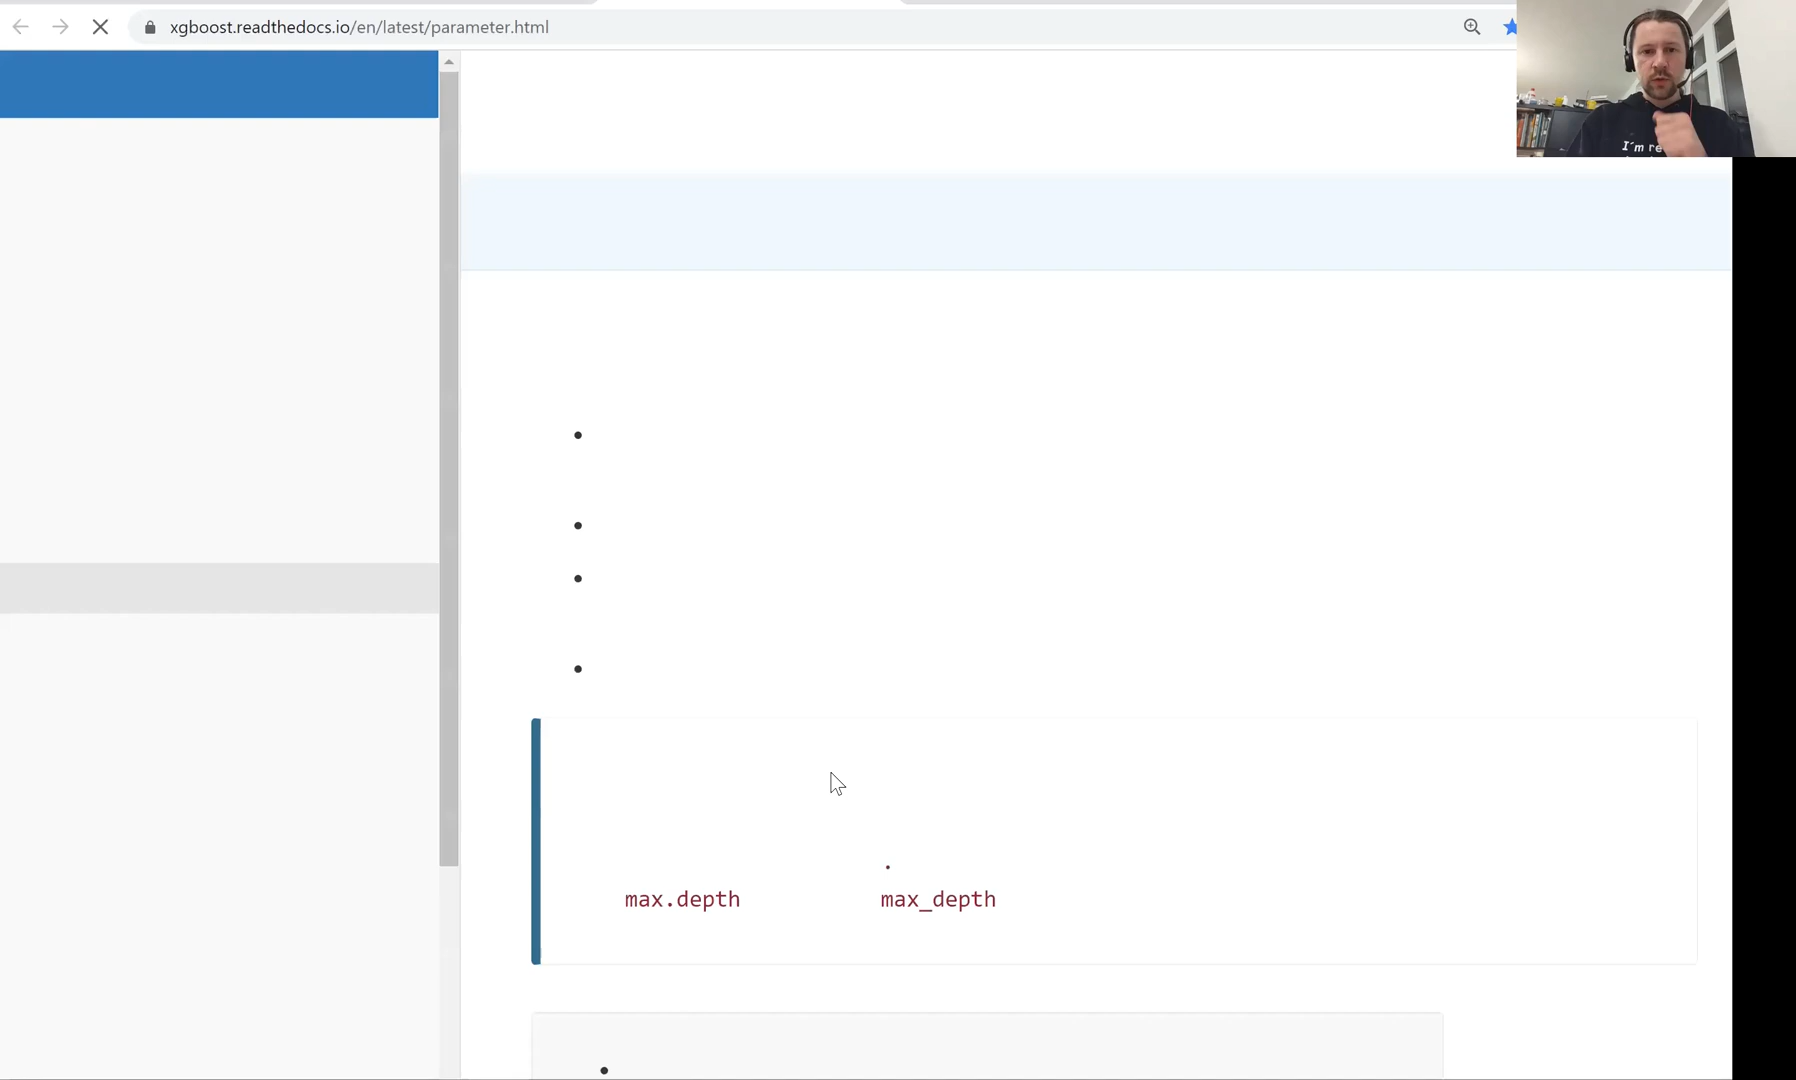 xgboost.readthedocs.io/en/latest/parameter.html
I'm re
.
max.depth max_depth